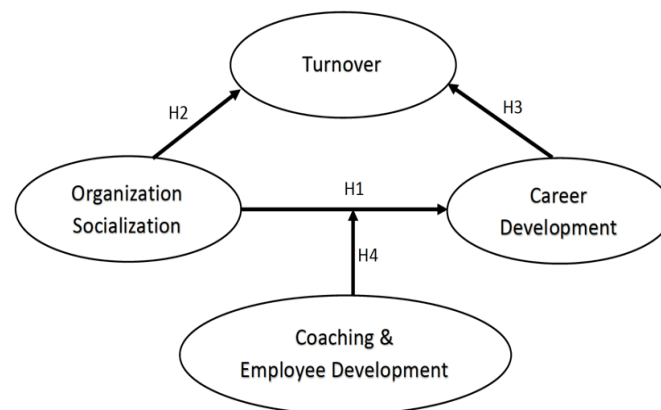 Turnover
H2
H3
Organization
Socialization
H1
Career
Development
H4
Coaching &
Employee Development